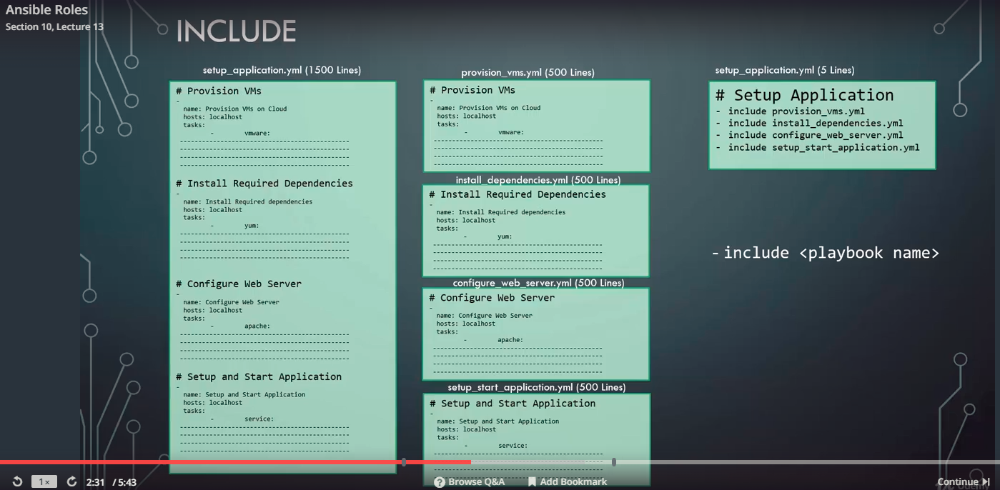 Ansible Roles
Section 10, Lecture 13
INCLUDE
setup_application.yml (1500 Lines)
# Provision VMs
-
name: Provision VMs on Cloud
hosts: localhost
tasks:
- vmware:
# Install Required Dependencies
-
name: Install Required dependencies
hosts: localhost
tasks:
- yum:
# Configure Web Server
-
name: Configure Web Server
hosts: localhost
tasks:
- apache:
# Setup and Start Application
-
name: Setup and Start Application
hosts: localhost
tasks:
- service:
provision_vms.yml (500 Lines)
# Provision VMs
-
name: Provision VMs on Cloud
hosts: localhost
tasks:
- vmware:
install_dependencies.yml (500 Lines)
# Install Required Dependencies
-
name: Install Required dependencies
hosts: localhost
tasks:
- yum:
configure_web_server.yml (500 Lines)
# Configure Web Server
-
name: Configure Web Server
hosts: localhost
tasks:
- apache:
setup_start_application.yml (500 Lines)
# Setup and Start Application
-
name: Setup and Start Application
hosts: localhost
tasks:
- service:
setup_application.yml (5 Lines)
# Setup Application
- include provision_vms.yml
- include install_dependencies.yml
- include configure_web_server.yml
- include setup_start_application.yml
- include <playbook name>
1× 2:31 / 5:43
? Browse Q&A Add Bookmark
Continue
Udemy